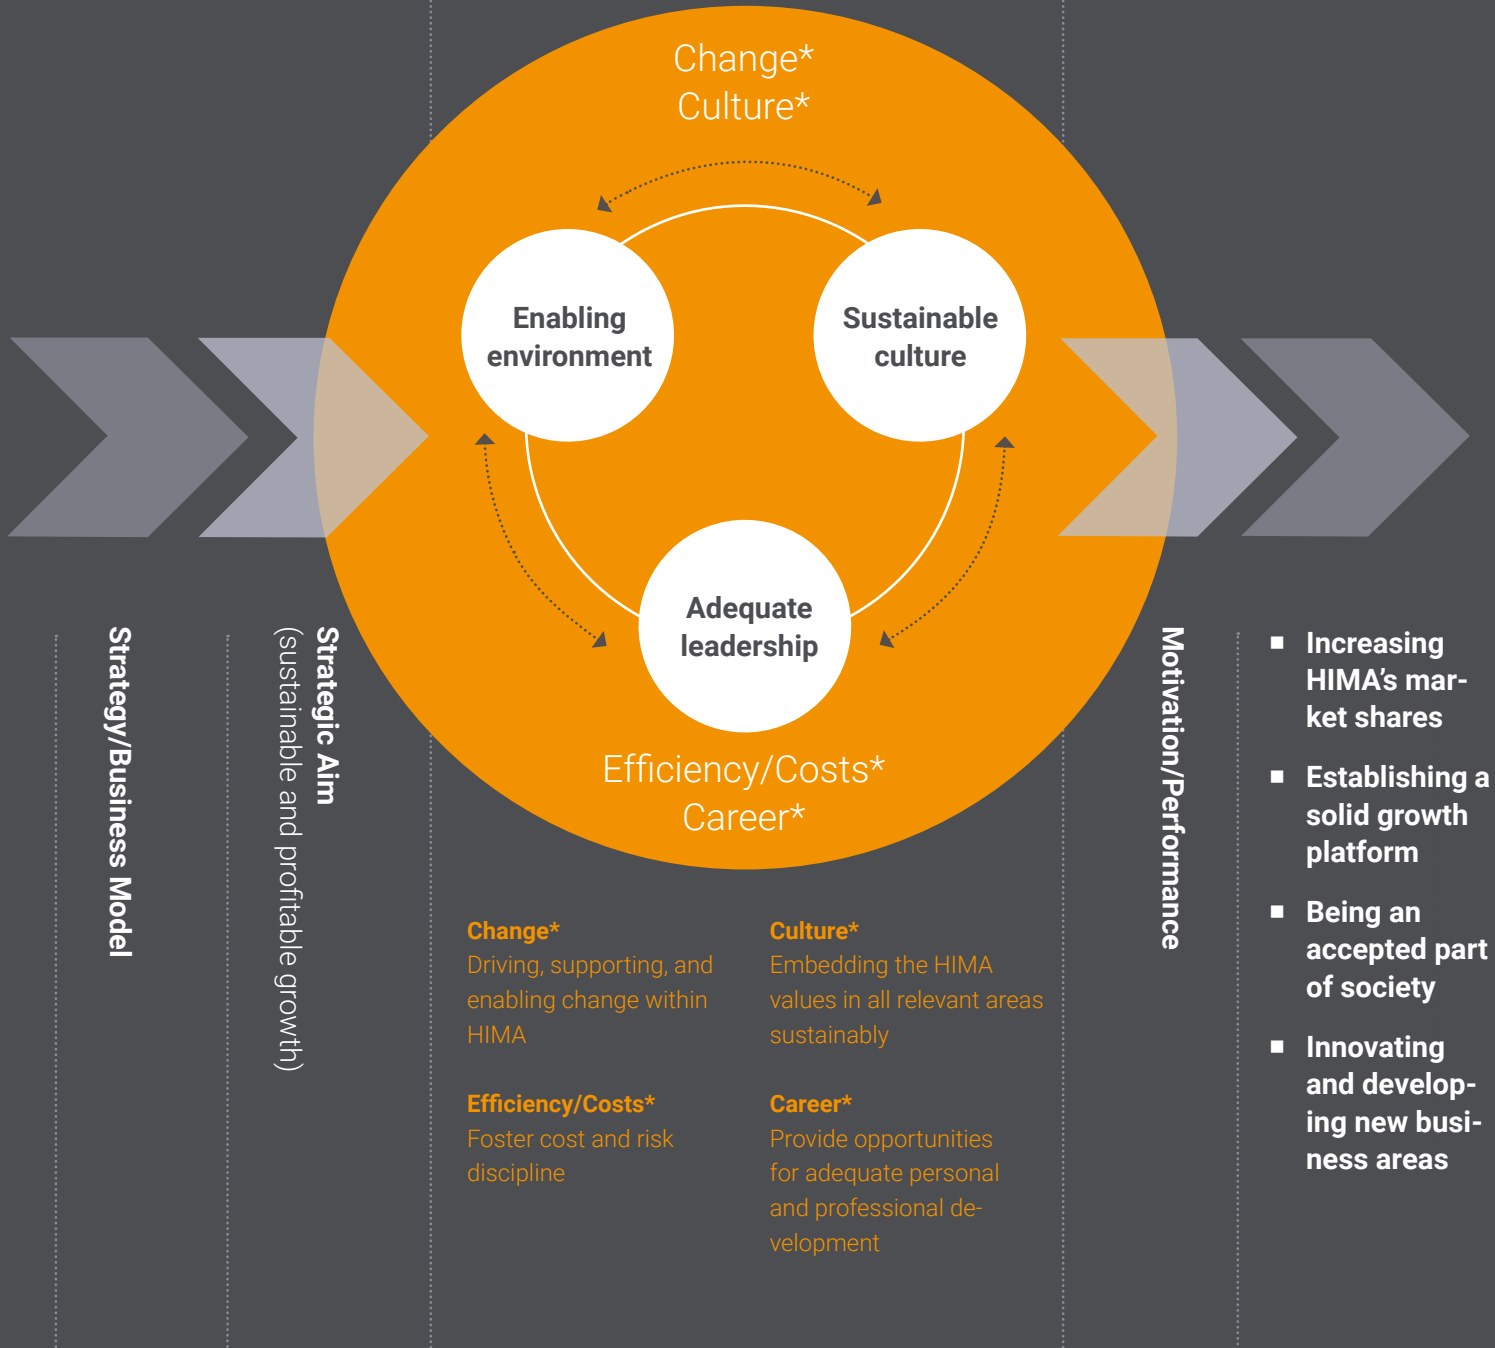 Change*
Culture*
Enabling
environment
Sustainable
culture
Adequate
leadership
Efficiency/Costs*
Career*
Strategy/Business Model
Strategic Aim
(sustainable and profitable growth)
Change*
Driving, supporting, and
enabling change within
HIMA
Culture*
Embedding the HIMA
values in all relevant areas
sustainably
Efficiency/Costs*
Foster cost and risk
discipline
Career*
Provide opportunities
for adequate personal
and professional de-
velopment
Motivation/Performance
▪ Increasing
HIMA’s mar-
ket shares
▪ Establishing a
solid growth
platform
▪ Being an
accepted part
of society
▪ Innovating
and develop-
ing new busi-
ness areas